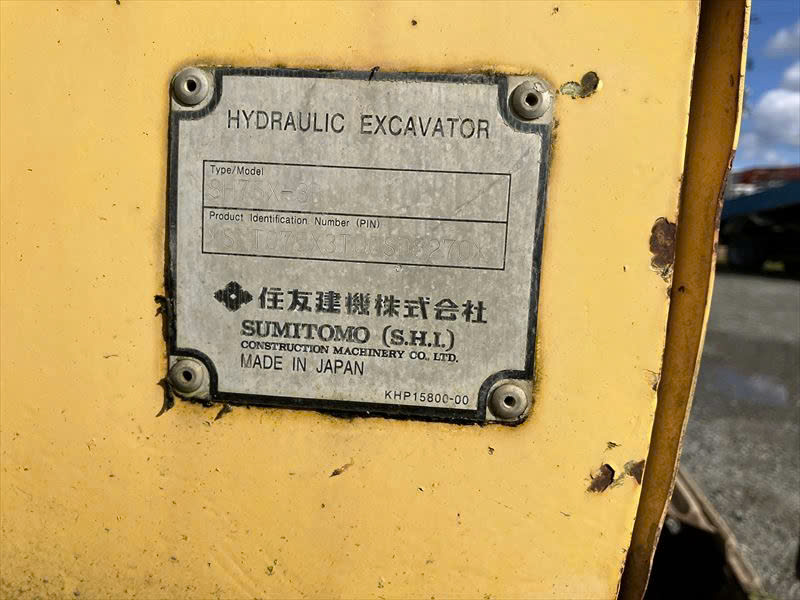 HYDRAULIC EXCAVATOR
Type/Model
Product Identification Number (PIN)
住友建機株式会社
SUMITOMO (S.H.I.)
CONSTRUCTION MACHINERY CO., LTD.
MADE IN JAPAN
KHP15800-00